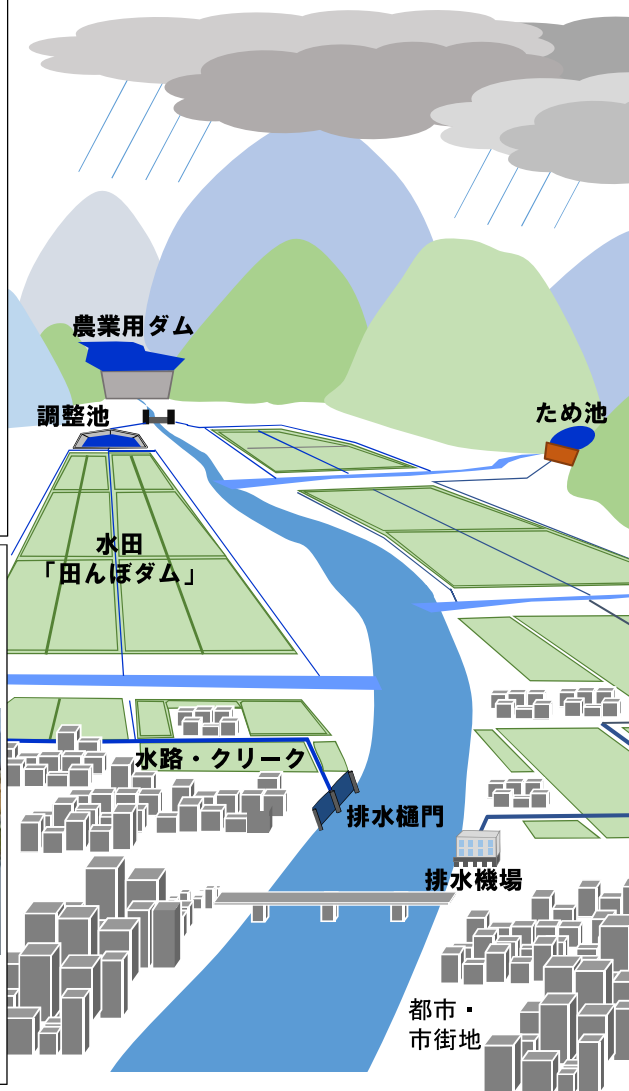 農業用ダム
調整池
ため池
水田
「田んぼダム」
水路・クリーク
排水樋門
排水機場
都市・
市街地